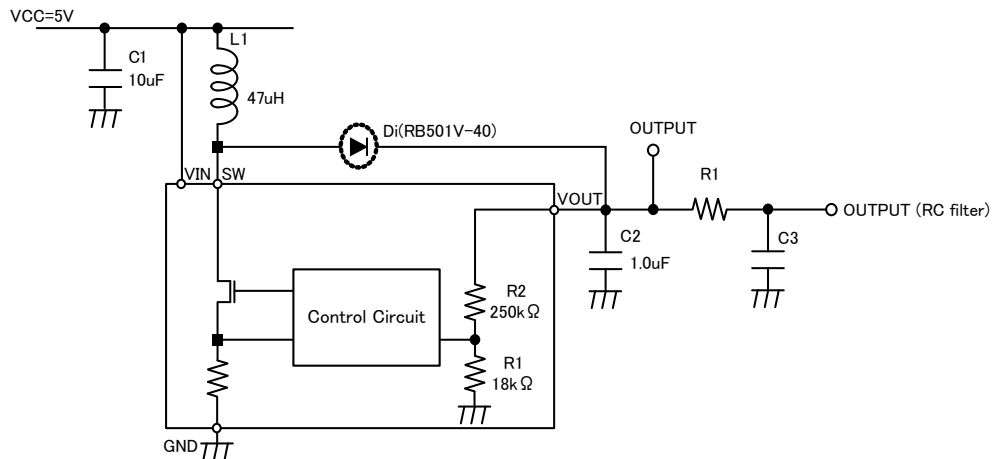 VCC=5V
L1
C1
10uF
47uH
Di(RB501V-40)
OUTPUT
R1
VIN
SW
VOUT
OUTPUT (RC filter)
C2
1.0uF
C3
Control Circuit
R2
250kΩ
R1
18kΩ
GND